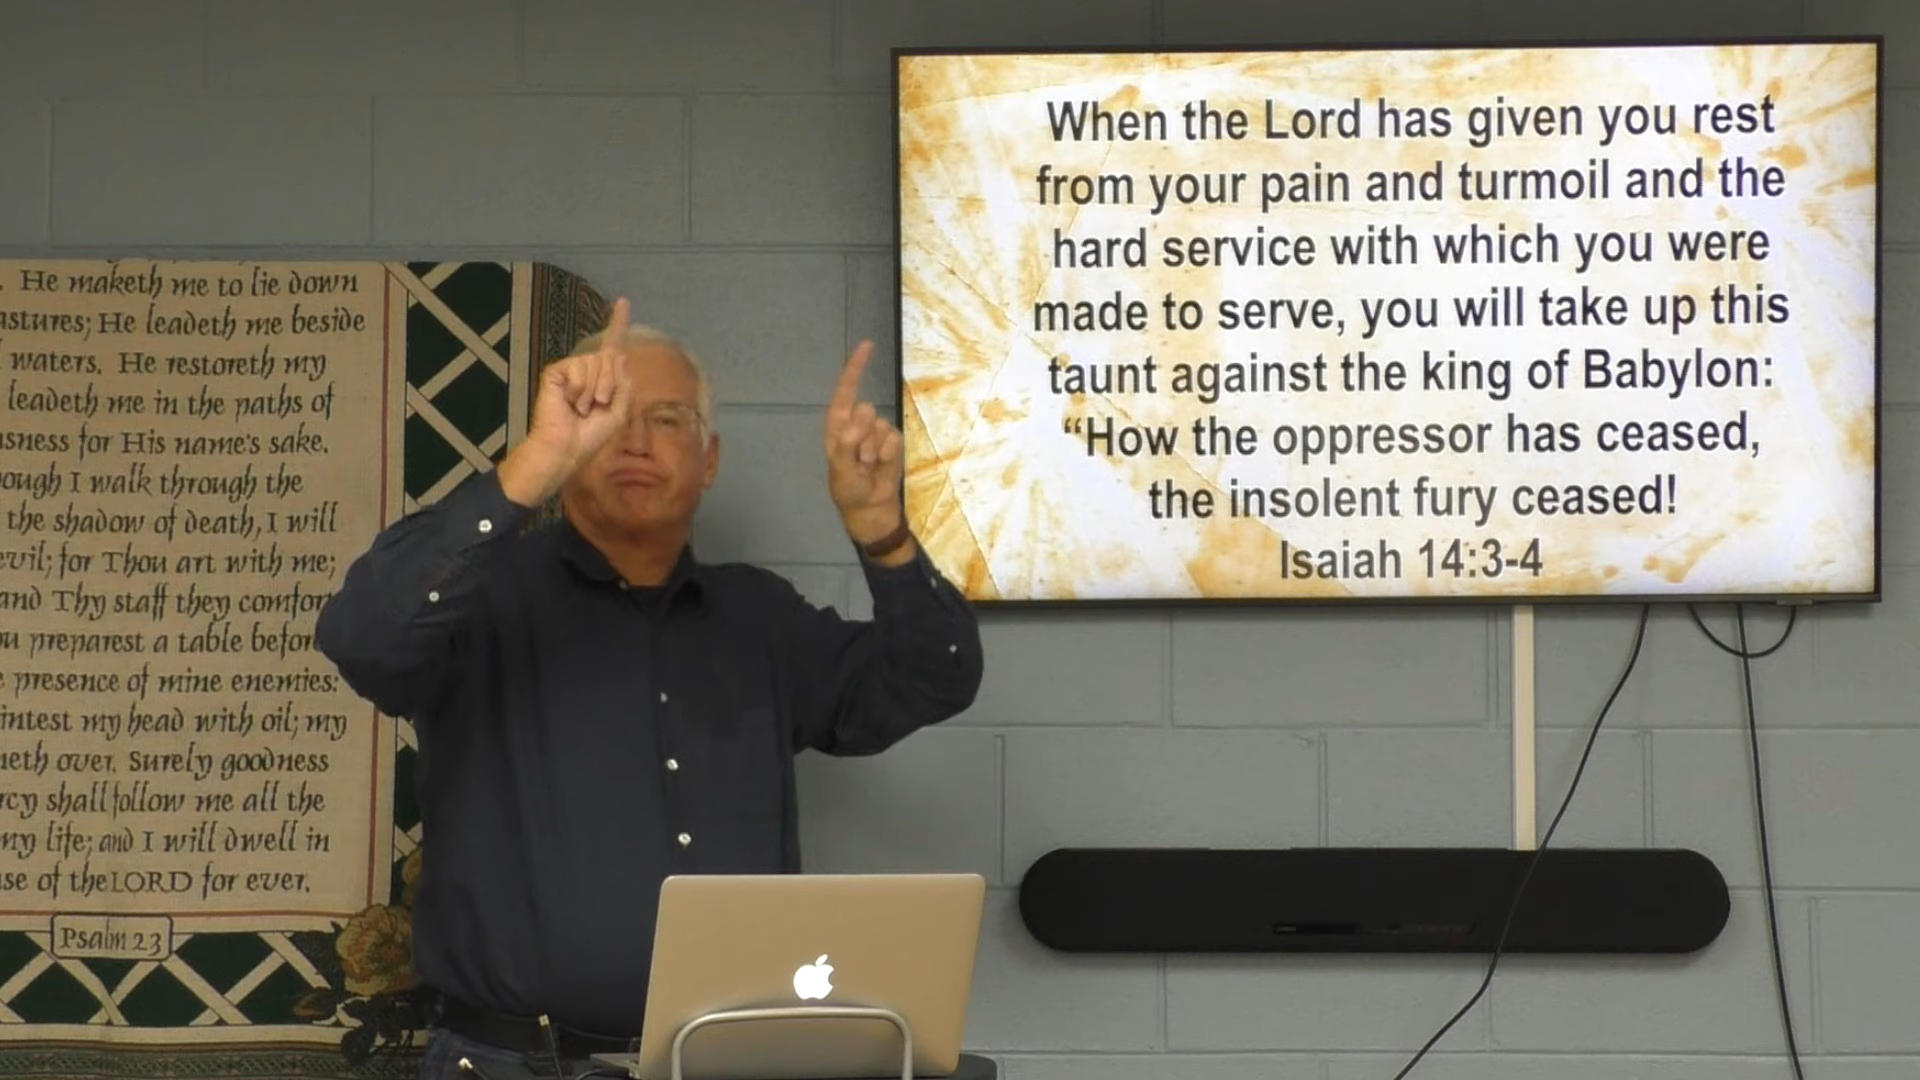 . He maketh me to lie down
astures; He leadeth me beside
waters. He restoreth my
leadeth me in the paths of
sness for His name's sake.
ough I walk through the
the shadow of death, I will
evil; for Thou art with me;
and Thy staff they comfor
ou preparest a table befor
e presence of mine enemies:
intest my head with oil; my
neth over. Surely goodness
rcy shall follow me all the
my life; and I will dwell in
se of the LORD for ever.
Psalm 23
When the Lord has given you rest
from your pain and turmoil and the
hard service with which you were
made to serve, you will take up this
taunt against the king of Babylon:
“How the oppressor has ceased,
the insolent fury ceased!
Isaiah 14:3-4